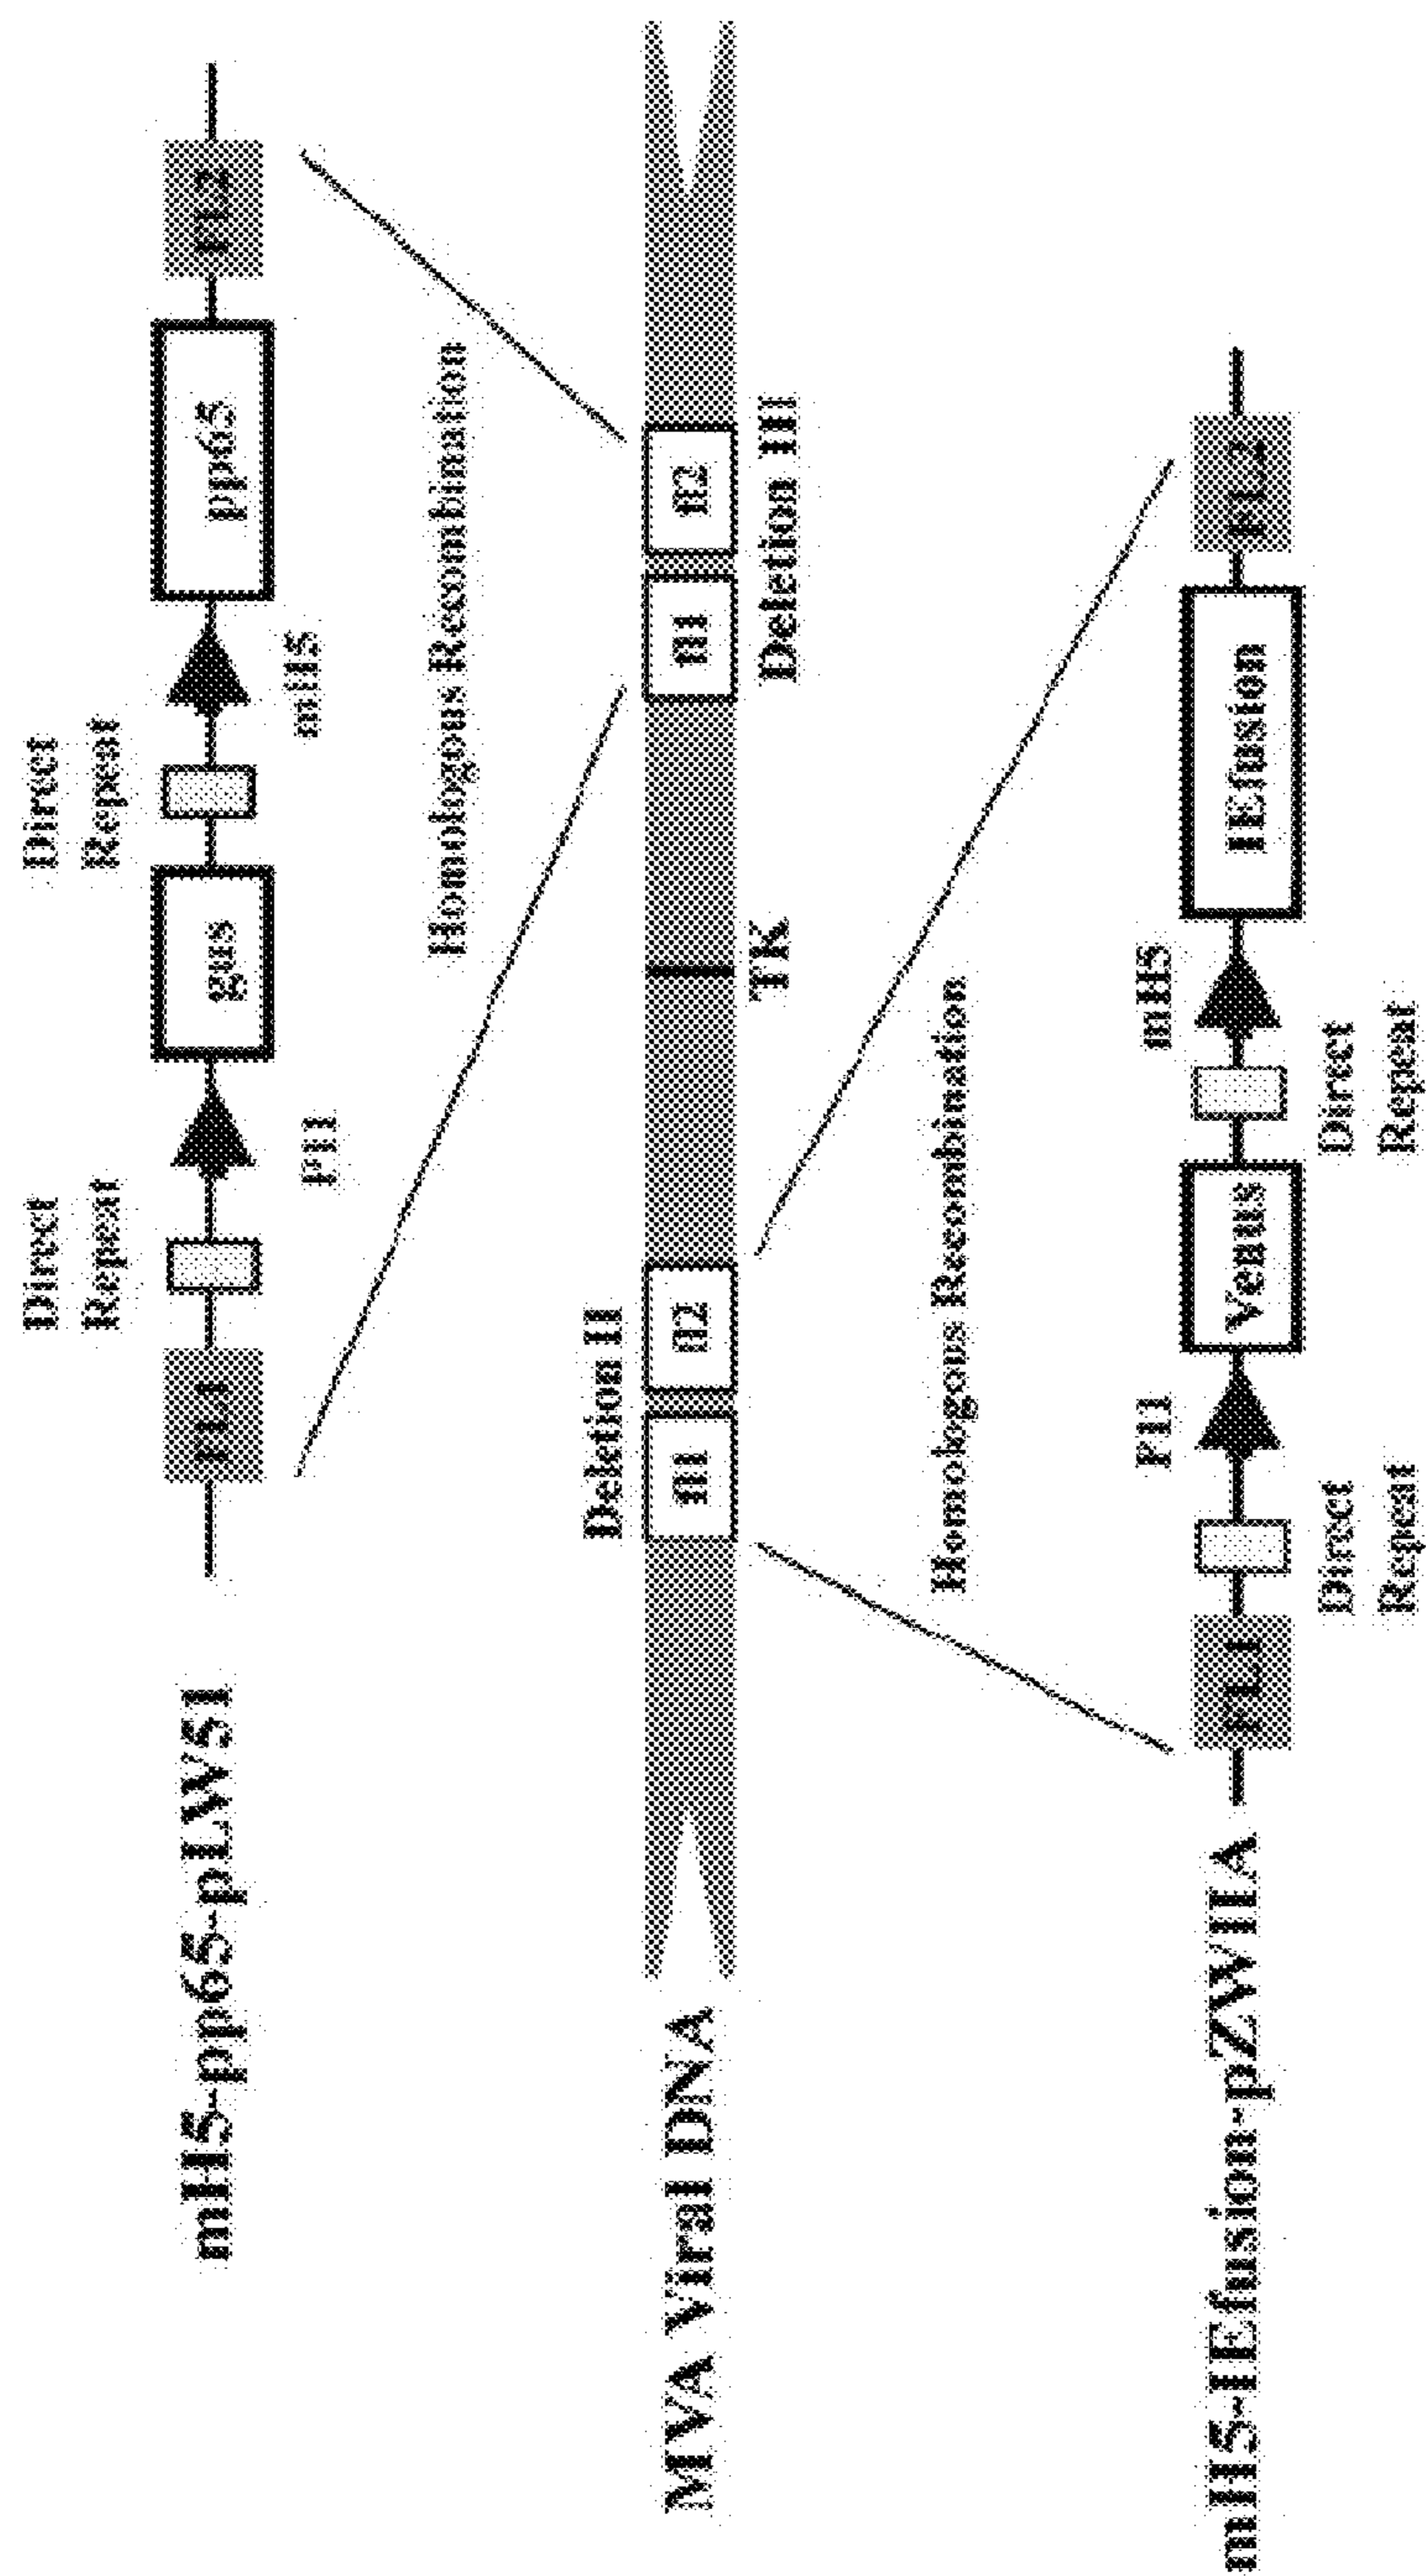 Direct
Repeat
Direct
Repeat
FL1
gus
pp65
FL2
mH5-pp65-pLW51
P11
mH5
Homologous Recombination
Deletion II
MVA Viral DNA
fl1
fl2
fl1
fl2
TK
Deletion III
Homologous Recombination
P11
mH5
mH5-IEfusion-pZWIIA
FL1
Venus
IEfusion
FL2
Direct
Repeat
Direct
Repeat